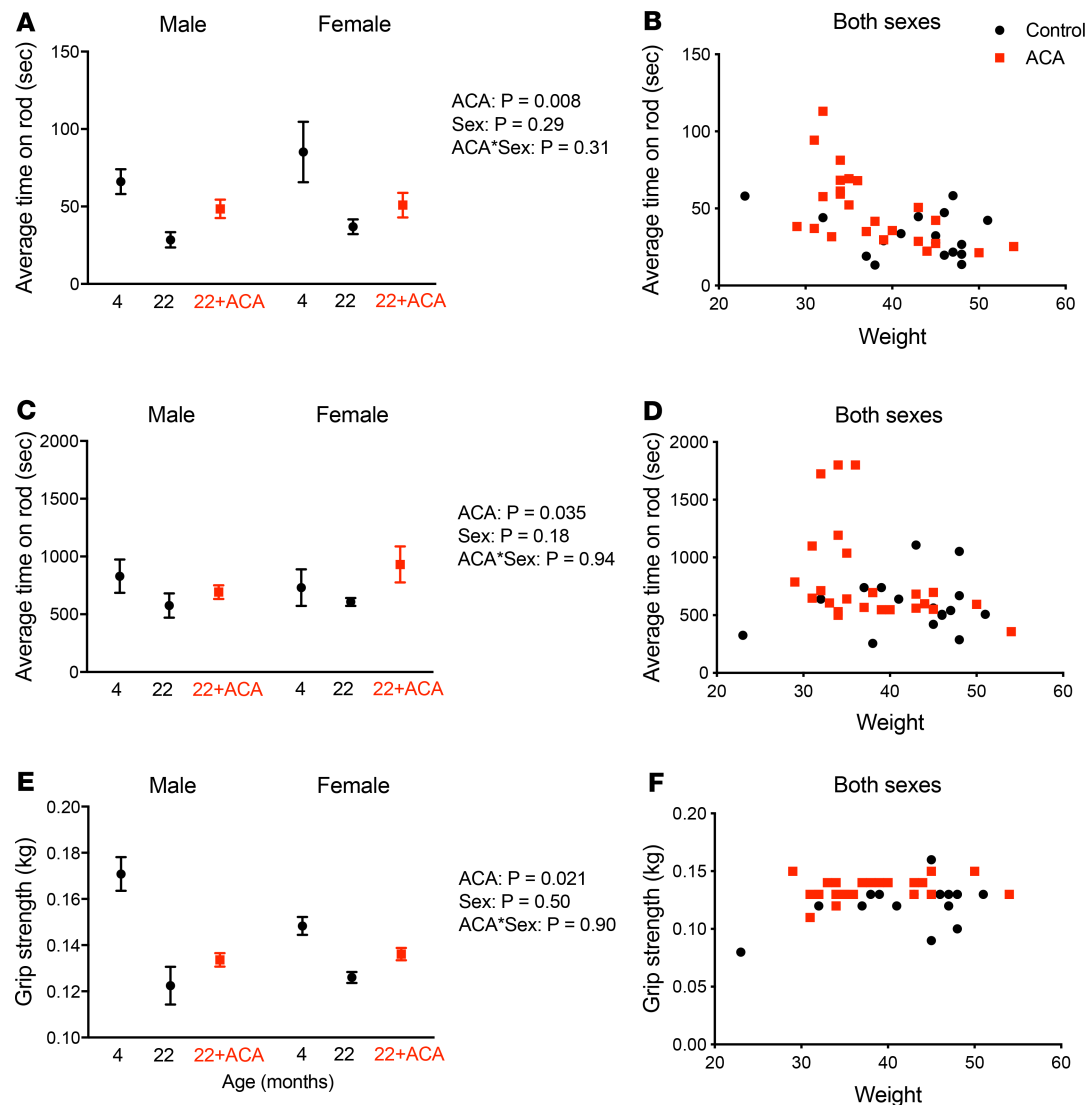 A
Male
Female
Average time on rod (sec)
150
100
50
0
4
22
22+ACA
4
22
22+ACA
ACA: P = 0.008
Sex: P = 0.29
ACA*Sex: P = 0.31
B
Both sexes
Control
ACA
Average time on rod (sec)
150
100
50
0
20
30
40
50
60
Weight
C
Male
Female
Average time on rod (sec)
2000
1500
1000
500
0
4
22
22+ACA
4
22
22+ACA
ACA: P = 0.035
Sex: P = 0.18
ACA*Sex: P = 0.94
D
Both sexes
Average time on rod (sec)
2000
1500
1000
500
0
20
30
40
50
60
Weight
E
Male
Female
Grip strength (kg)
0.20
0.18
0.16
0.14
0.12
0.10
4
22
22+ACA
4
22
22+ACA
Age (months)
ACA: P = 0.021
Sex: P = 0.50
ACA*Sex: P = 0.90
F
Both sexes
Grip strength (kg)
0.20
0.15
0.10
0.05
0.00
20
30
40
50
60
Weight